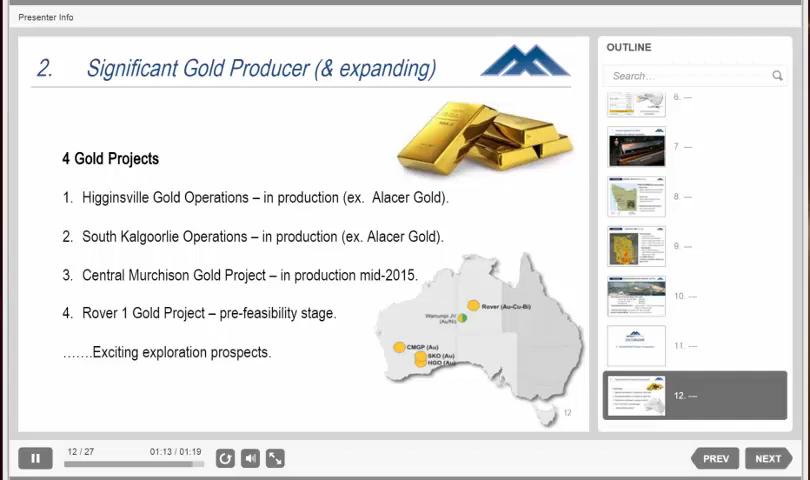 Presenter Info
2. Significant Gold Producer (& expanding)
4 Gold Projects
1. Higginsville Gold Operations – in production (ex. Alacer Gold).
2. South Kalgoorlie Operations – in production (ex. Alacer Gold).
3. Central Murchison Gold Project – in production mid-2015.
4. Rover 1 Gold Project – pre-feasibility stage.
…….Exciting exploration prospects.
Rover (Au-Cu-Bi)
(Au/Ni)
CMGP (Au)
SKO (Au)
HGO (Au)
12
OUTLINE
Search...
6. ---
7. ---
8. ---
9. ---
10. ---
11. ---
12. ---
12 / 27
01:13 / 01:19
PREV
NEXT